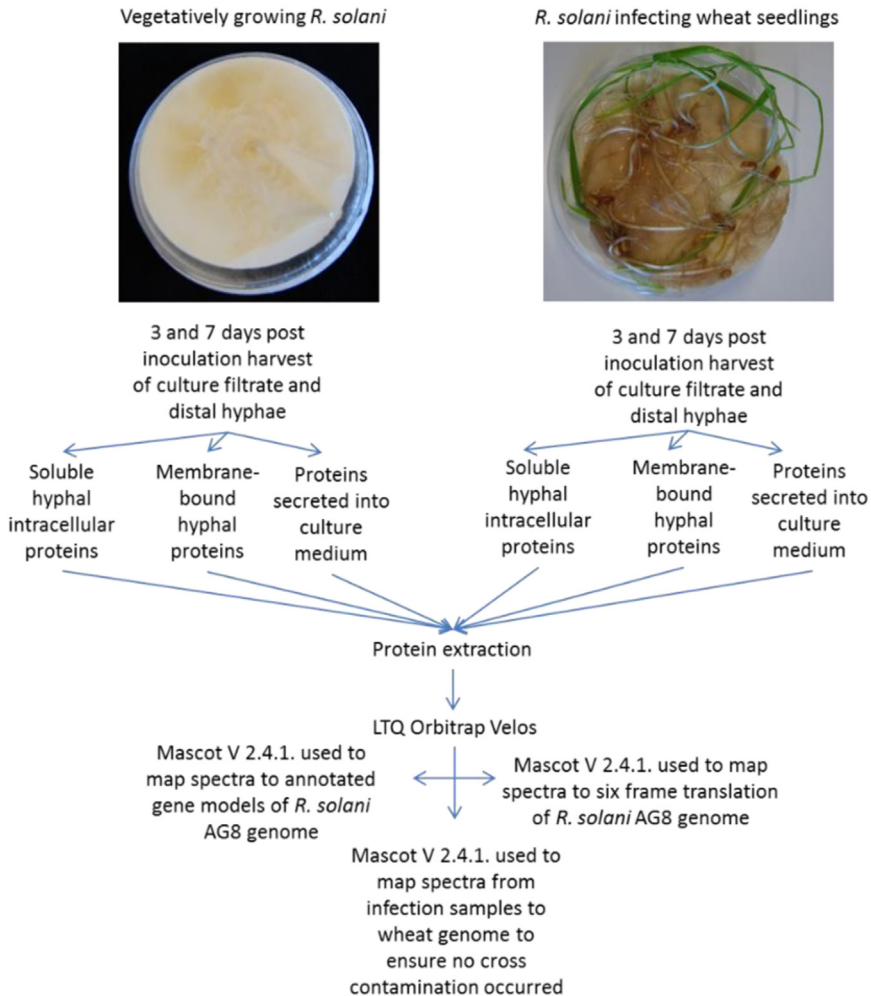 Vegetatively growing R. solani
R. solani infecting wheat seedlings
3 and 7 days post
inoculation harvest
of culture filtrate and
distal hyphae
3 and 7 days post
inoculation harvest
of culture filtrate and
distal hyphae
Soluble
hyphal
intracellular
proteins
Membrane-
bound
hyphal
proteins
Proteins
secreted into
culture
medium
Soluble
hyphal
intracellular
proteins
Membrane-
bound
hyphal
proteins
Proteins
secreted into
culture
medium
Protein extraction
LTQ Orbitrap Velos
Mascot V 2.4.1. used to
map spectra to annotated
gene models of R. solani
AG8 genome
Mascot V 2.4.1. used to map
spectra to six frame translation
of R. solani AG8 genome
Mascot V 2.4.1. used to
map spectra from
infection samples to
wheat genome to
ensure no cross
contamination occurred